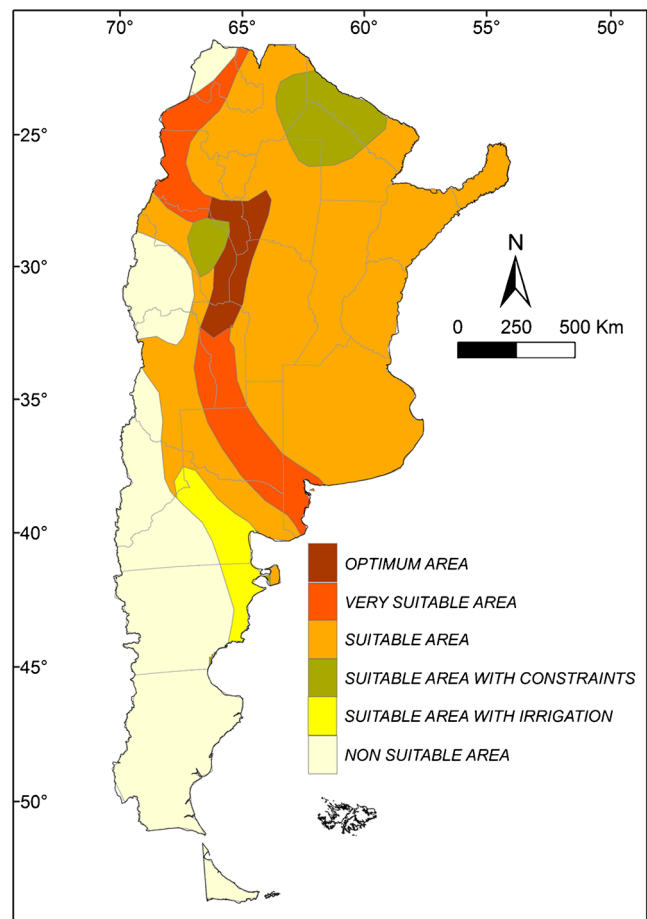 70° 65° 60° 55° 50°
25°
30°
35°
40°
45°
50°
N
0 250 500 Km
OPTIMUM AREA
VERY SUITABLE AREA
SUITABLE AREA
SUITABLE AREA WITH CONSTRAINTS
SUITABLE AREA WITH IRRIGATION
NON SUITABLE AREA